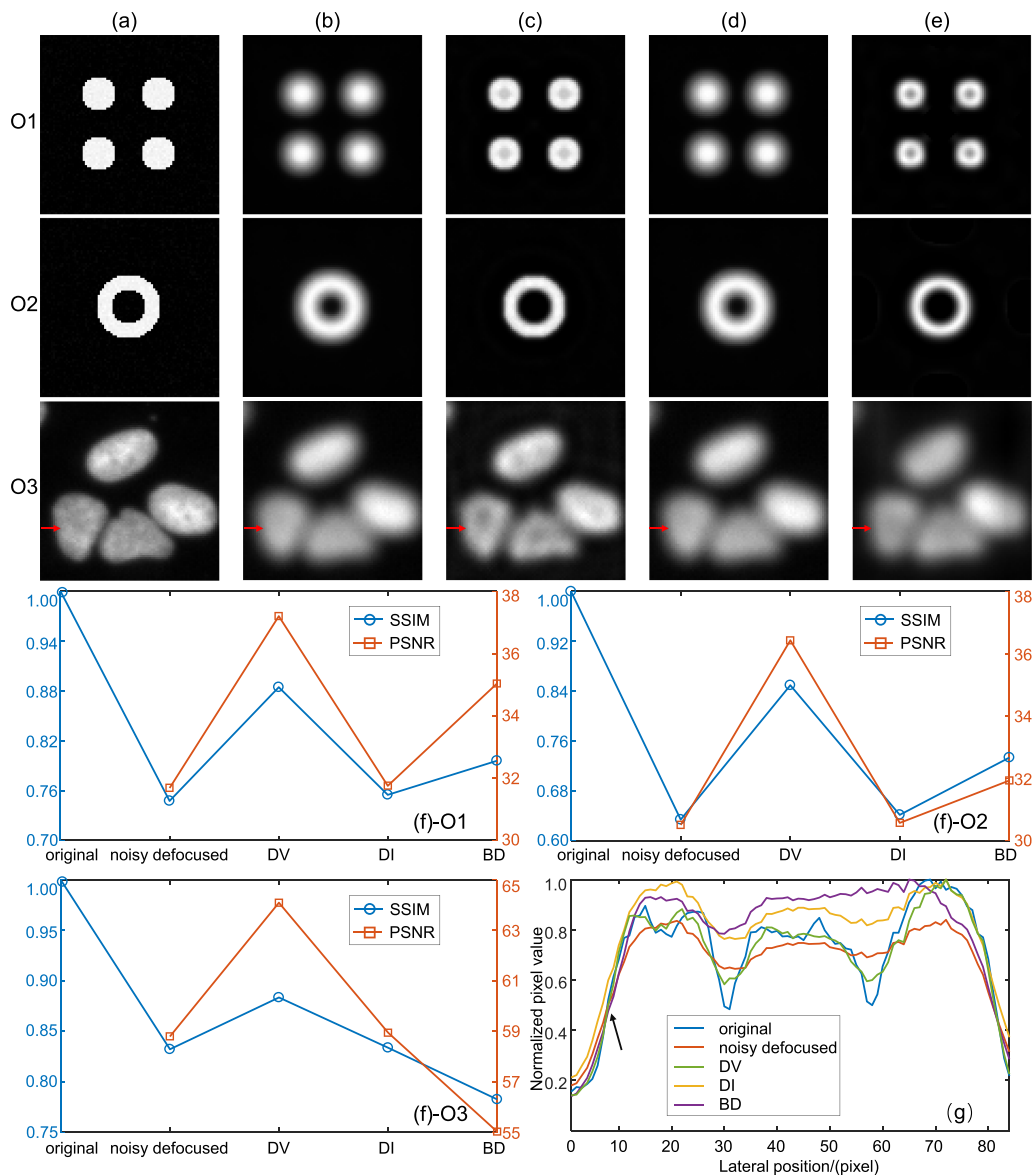 (a) (b) (c) (d) (e)
O1
O2
O3
1.00
0.94
0.88
0.82
0.76
0.70
38
36
34
32
30
SSIM
PSNR
(f)-O1
original noisy defocused DV DI BD
1.00
0.92
0.84
0.76
0.68
0.60
38
36
34
32
30
SSIM
PSNR
(f)-O2
original noisy defocused DV DI BD
1.00
0.95
0.90
0.85
0.80
0.75
65
63
61
59
56
55
SSIM
PSNR
(f)-O3
original noisy defocused DV DI BD
Normalized pixel value
1.0
0.8
0.6
0.4
0.2
original
noisy defocused
DV
DI
BD
(g)
0 10 20 30 40 50 60 70 80
Lateral position/(pixel)